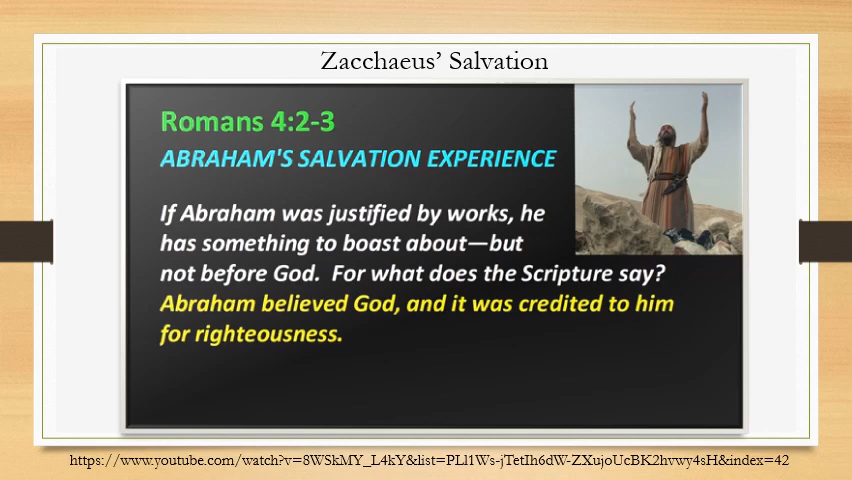 Zacchaeus’ Salvation
Romans 4:2-3
ABRAHAM'S SALVATION EXPERIENCE
If Abraham was justified by works, he
has something to boast about—but
not before God.  For what does the Scripture say?
Abraham believed God, and it was credited to him
for righteousness.
https://www.youtube.com/watch?v=8WSkMY_L4kY&list=PLl1Ws-jTetIh6dW-ZXujoUcBK2hvwy4sH&index=42